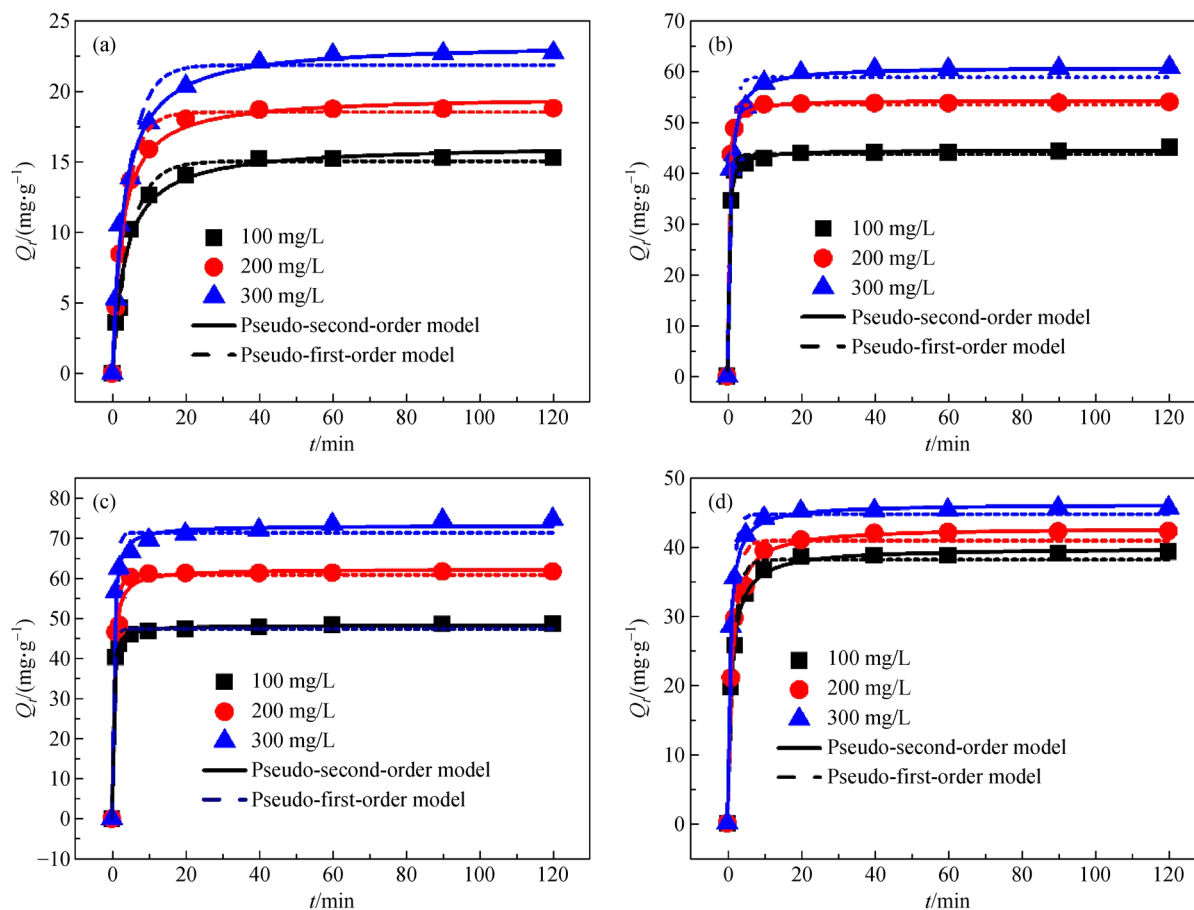 (a)
25
20
15
10
5
0
Qt/(mg·g−1)
100 mg/L
200 mg/L
300 mg/L
Pseudo-second-order model
Pseudo-first-order model
0 20 40 60 80 100 120
t/min
(b)
70
60
50
40
30
20
10
0
Qt/(mg·g−1)
100 mg/L
200 mg/L
300 mg/L
Pseudo-second-order model
Pseudo-first-order model
0 20 40 60 80 100 120
t/min
(c)
80
70
60
50
40
30
20
10
0
−10
Qt/(mg·g−1)
100 mg/L
200 mg/L
300 mg/L
Pseudo-second-order model
Pseudo-first-order model
0 20 40 60 80 100 120
t/min
(d)
50
40
30
20
10
0
Qt/(mg·g−1)
100 mg/L
200 mg/L
300 mg/L
Pseudo-second-order model
Pseudo-first-order model
0 20 40 60 80 100 120
t/min